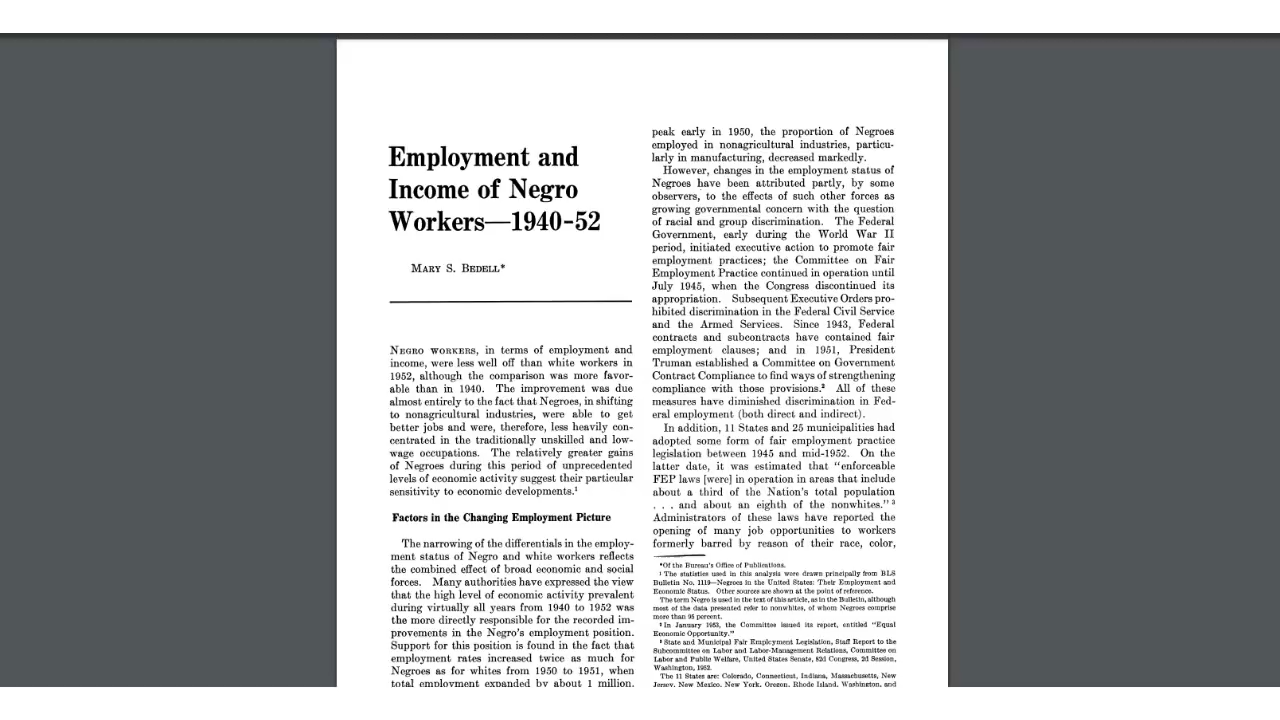 Employment and
Income of Negro
Workers—1940-52
MARY S. BEDELL*
NEGRO WORKERS, in terms of employment and
income, were less well off than white workers in
1952, although the comparison was more favor-
able than in 1940. The improvement was due
almost entirely to the fact that Negroes, in shifting
to nonagricultural industries, were able to get
better jobs and were, therefore, less heavily con-
centrated in the traditionally unskilled and low-
wage occupations. The relatively greater gains
of Negroes during this period of unprecedented
levels of economic activity suggest their particular
sensitivity to economic developments.¹
Factors in the Changing Employment Picture
The narrowing of the differentials in the employ-
ment status of Negro and white workers reflects
the combined effect of broad economic and social
forces. Many authorities have expressed the view
that the high level of economic activity prevalent
during virtually all years from 1940 to 1952 was
the more directly responsible for the recorded im-
provements in the Negro's employment position.
Support for this position is found in the fact that
employment rates increased twice as much for
Negroes as for whites from 1950 to 1951, when
total employment expanded by about 1 million.
peak early in 1950, the proportion of Negroes
employed in nonagricultural industries, particu-
larly in manufacturing, decreased markedly.
However, changes in the employment status of
Negroes have been attributed partly, by some
observers, to the effects of such other forces as
growing governmental concern with the question
of racial and group discrimination. The Federal
Government, early during the World War II
period, initiated executive action to promote fair
employment practices; the Committee on Fair
Employment Practice continued in operation until
July 1945, when the Congress discontinued its
appropriation. Subsequent Executive Orders pro-
hibited discrimination in the Federal Civil Service
and the Armed Services. Since 1943, Federal
contracts and subcontracts have contained fair
employment clauses; and in 1951, President
Truman established a Committee on Government
Contract Compliance to find ways of strengthening
compliance with those provisions.² All of these
measures have diminished discrimination in Fed-
eral employment (both direct and indirect).
In addition, 11 States and 25 municipalities had
adopted some form of fair employment practice
legislation between 1945 and mid-1952. On the
latter date, it was estimated that "enforceable
FEP laws [were] in operation in areas that include
about a third of the Nation's total population
. . . and about an eighth of the nonwhites." ³
Administrators of these laws have reported the
opening of many job opportunities to workers
formerly barred by reason of their race, color,
*Of the Bureau's Office of Publications.
¹ The statistics used in this analysis were drawn principally from BLS
Bulletin No. 1119—Negroes in the United States: Their Employment and
Economic Status. Other sources are shown at the point of reference.
The term Negro is used in the text of this article, as in the Bulletin, although
most of the data presented refer to nonwhites, of whom Negroes comprise
more than 95 percent.
² In January 1953, the Committee issued its report, entitled "Equal
Economic Opportunity."
³ State and Municipal Fair Employment Legislation, Staff Report to the
Subcommittee on Labor and Labor-Management Relations, Committee on
Labor and Public Welfare, United States Senate, 82d Congress, 2d Session,
Washington, 1952.
The 11 States are: Colorado, Connecticut, Indiana, Massachusetts, New
Jersey, New Mexico, New York, Oregon, Rhode Island, Washington, and